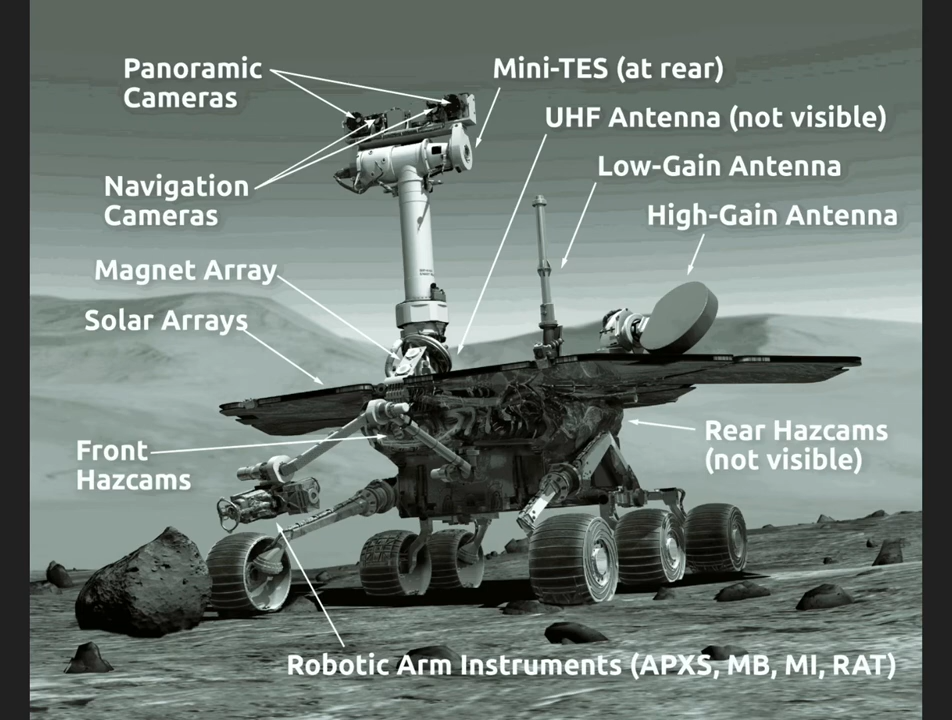 Panoramic
Cameras
Mini-TES (at rear)
UHF Antenna (not visible)
Low-Gain Antenna
High-Gain Antenna
Navigation
Cameras
Magnet Array
Solar Arrays
Front
Hazcams
Rear Hazcams
(not visible)
Robotic Arm Instruments (APXS, MB, MI, RAT)